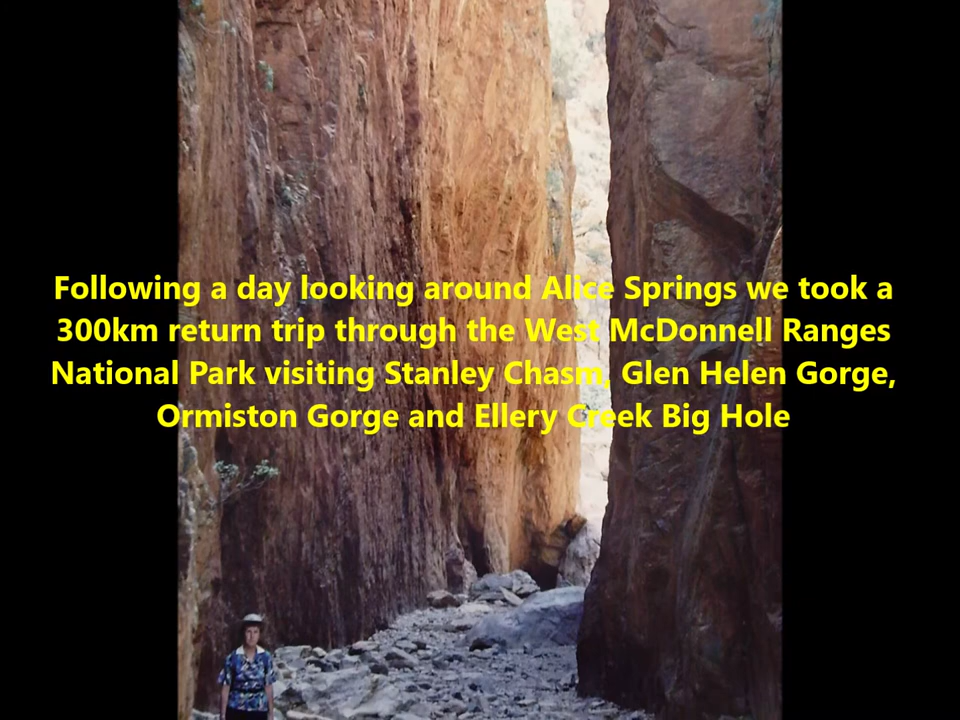 Following a day looking around Alice Springs we took a
300km return trip through the West McDonnell Ranges
National Park visiting Stanley Chasm, Glen Helen Gorge,
Ormiston Gorge and Ellery Creek Big Hole